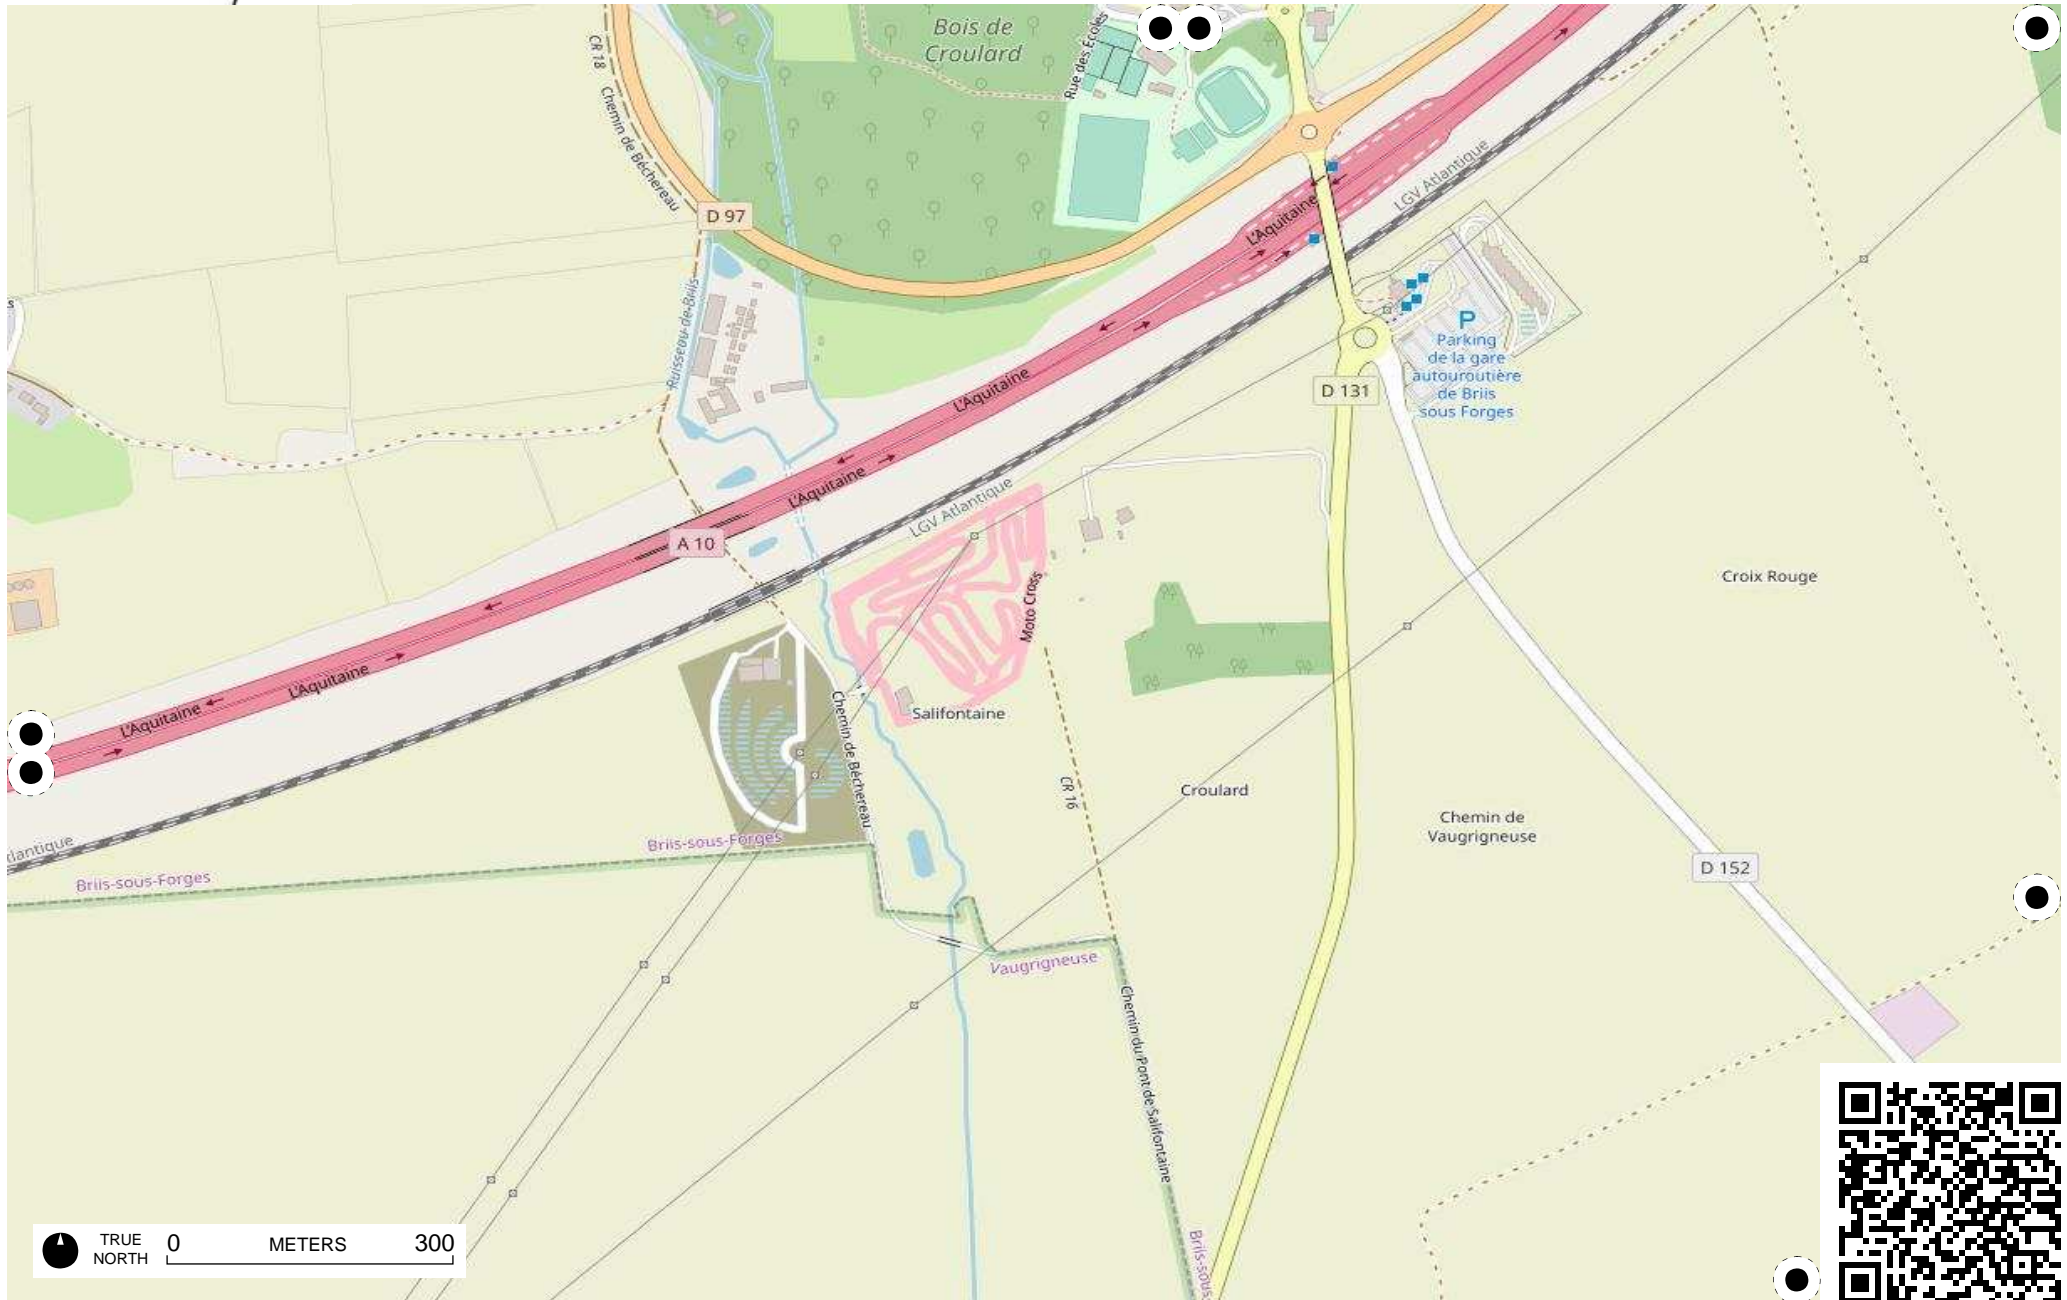 Bois de
Croulard
Rue des Écoles
CR 18
Chemin de Béchereau
D 97
LGV Atlantique
L'Aquitaine
Ruisseau de Briis
P
Parking
de la gare
autouroutière
de Briis
sous Forges
D 131
L'Aquitaine
L'Aquitaine
LGV Atlantique
A 10
Croix Rouge
Moto Cross
L'Aquitaine
L'Aquitaine
Salifontaine
Chemin de Béchereau
CR 16
Croulard
Chemin de
Vaugrigneuse
Briis-sous-Forges
D 152
Briis-sous-Forges
Vaugrigneuse
Chemin du Pont de Salifontaine
TRUE
NORTH
0 METERS 300